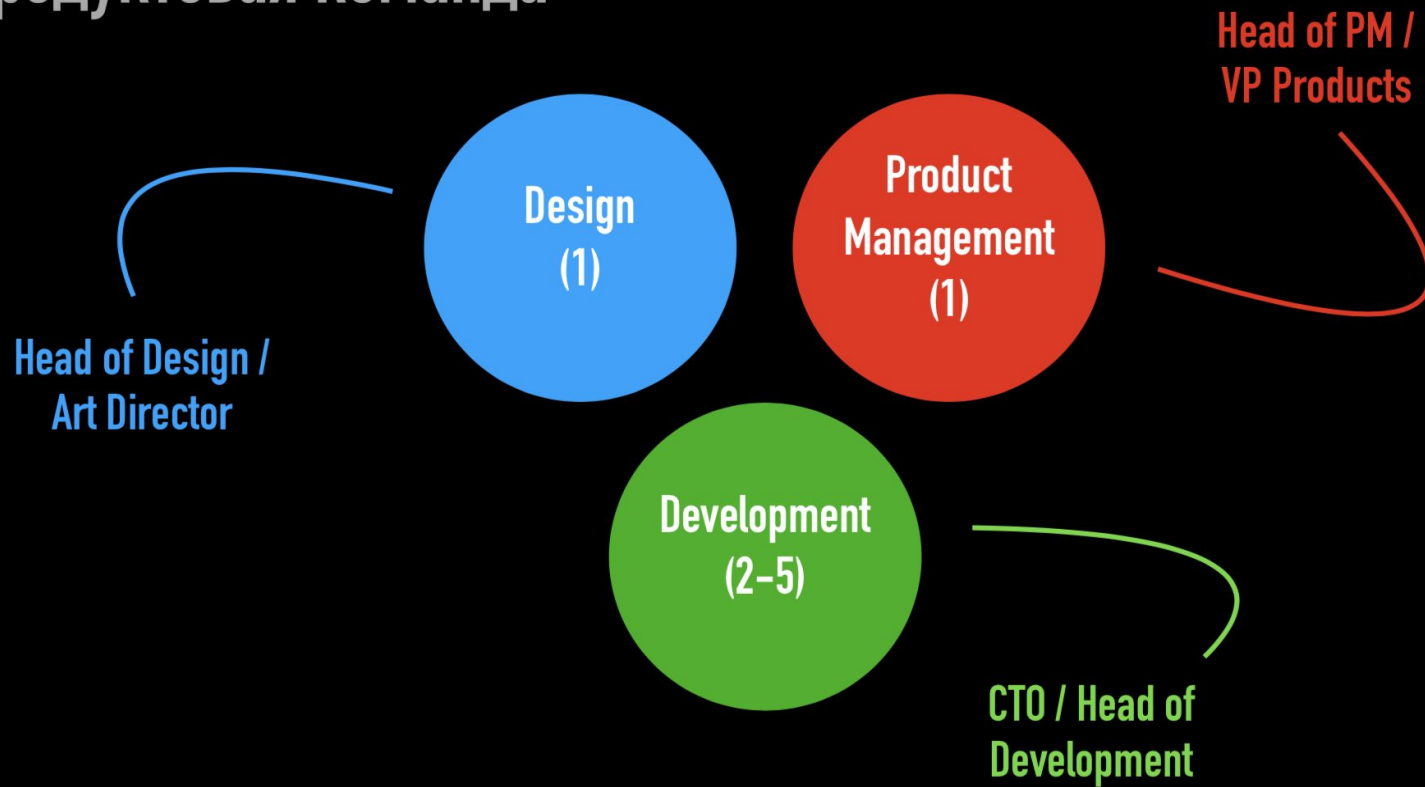 команда
Head of PM /
VP Products
Design
(1)
Product
Management
(1)
Head of Design /
Art Director
Development
(2-5)
CTO / Head of
Development